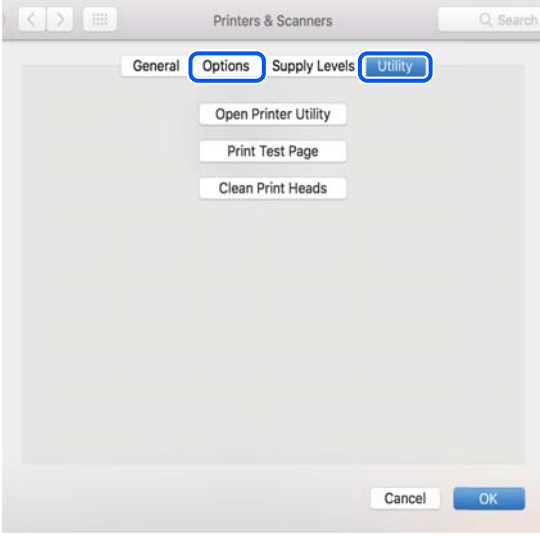 Printers & Scanners
Search
General Options Supply Levels Utility
Open Printer Utility
Print Test Page
Clean Print Heads
Cancel OK